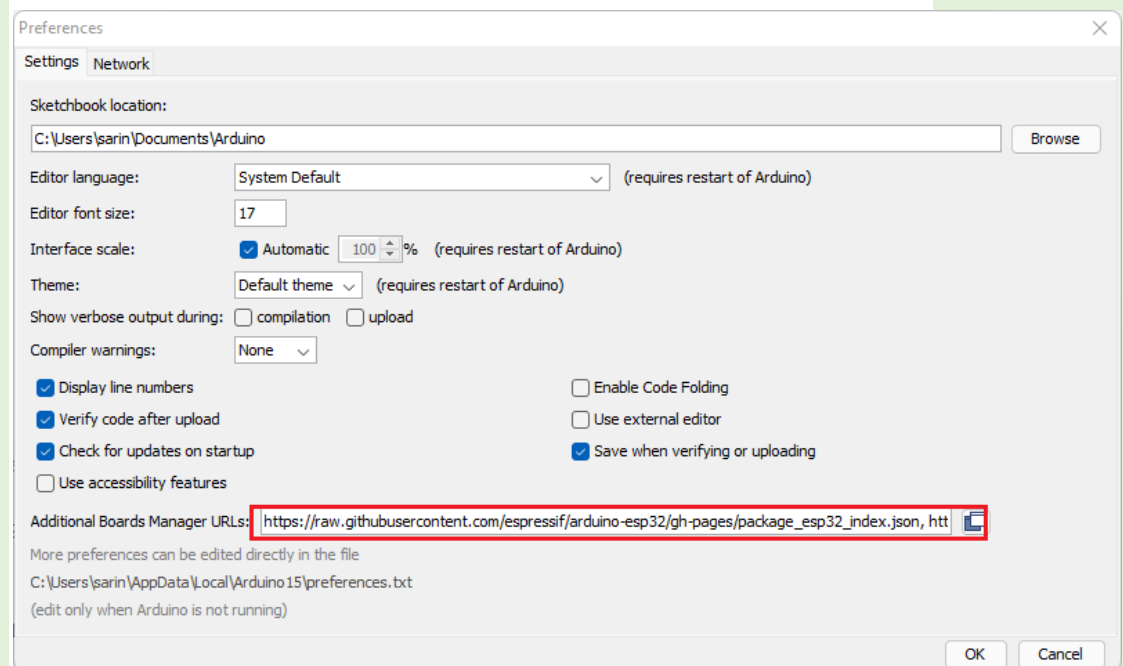 Preferences
Settings Network
Sketchbook location:
C:\Users\sarin\Documents\Arduino Browse
Editor language: System Default (requires restart of Arduino)
Editor font size: 17
Interface scale: Automatic 100 % (requires restart of Arduino)
Theme: Default theme (requires restart of Arduino)
Show verbose output during: compilation upload
Compiler warnings: None
Display line numbers Enable Code Folding
Verify code after upload Use external editor
Check for updates on startup Save when verifying or uploading
Use accessibility features
Additional Boards Manager URLs: https://raw.githubusercontent.com/espressif/arduino-esp32/gh-pages/package_esp32_index.json, htt
More preferences can be edited directly in the file
C:\Users\sarin\AppData\Local\Arduino15\preferences.txt
(edit only when Arduino is not running)
OK Cancel